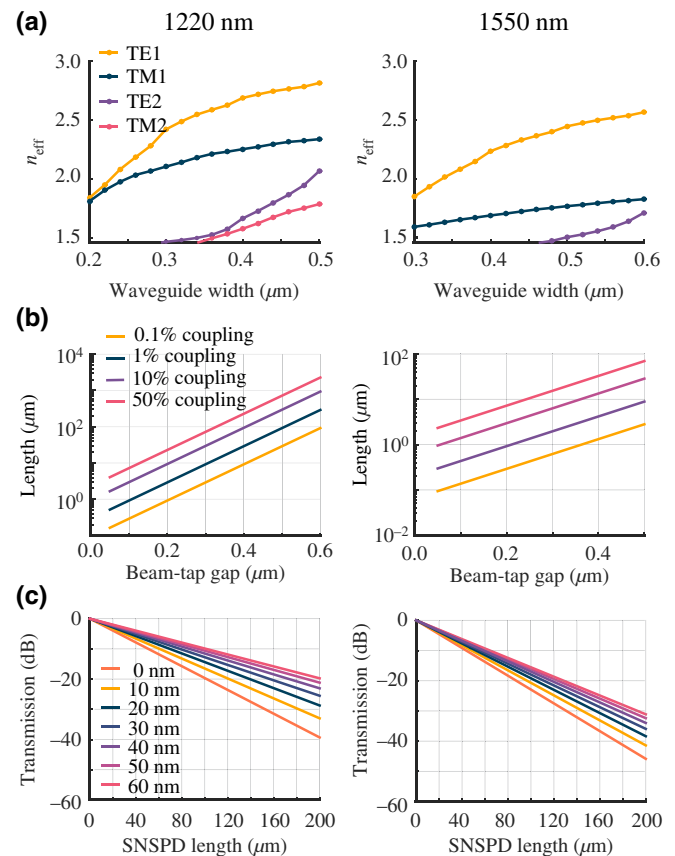 (a)
1220 nm
1550 nm
TE1
TM1
TE2
TM2
3.0
2.5
2.0
1.5
n_eff
0.2 0.3 0.4 0.5
Waveguide width (μm)
3.0
2.5
2.0
1.5
n_eff
0.3 0.4 0.5 0.6
Waveguide width (μm)
(b)
0.1% coupling
1% coupling
10% coupling
50% coupling
10^4
10^2
10^0
Length (μm)
0.0 0.2 0.4 0.6
Beam-tap gap (μm)
10^2
10^0
10^−2
Length (μm)
0.0 0.2 0.4
Beam-tap gap (μm)
(c)
0
−20
−40
−60
Transmission (dB)
0 nm
10 nm
20 nm
30 nm
40 nm
50 nm
60 nm
0 40 80 120 160 200
SNSPD length (μm)
0
−20
−40
−60
Transmission (dB)
0 40 80 120 160 200
SNSPD length (μm)